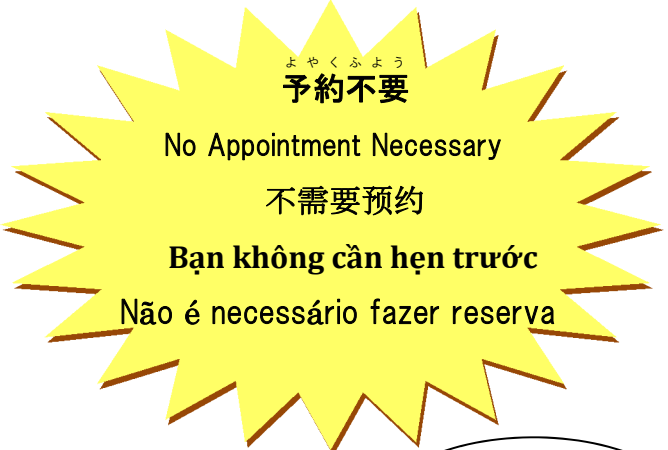 よやくふよう
予約不要
No Appointment Necessary
不需要预约
Bạn không cần hẹn trước
Não é necessário fazer reserva